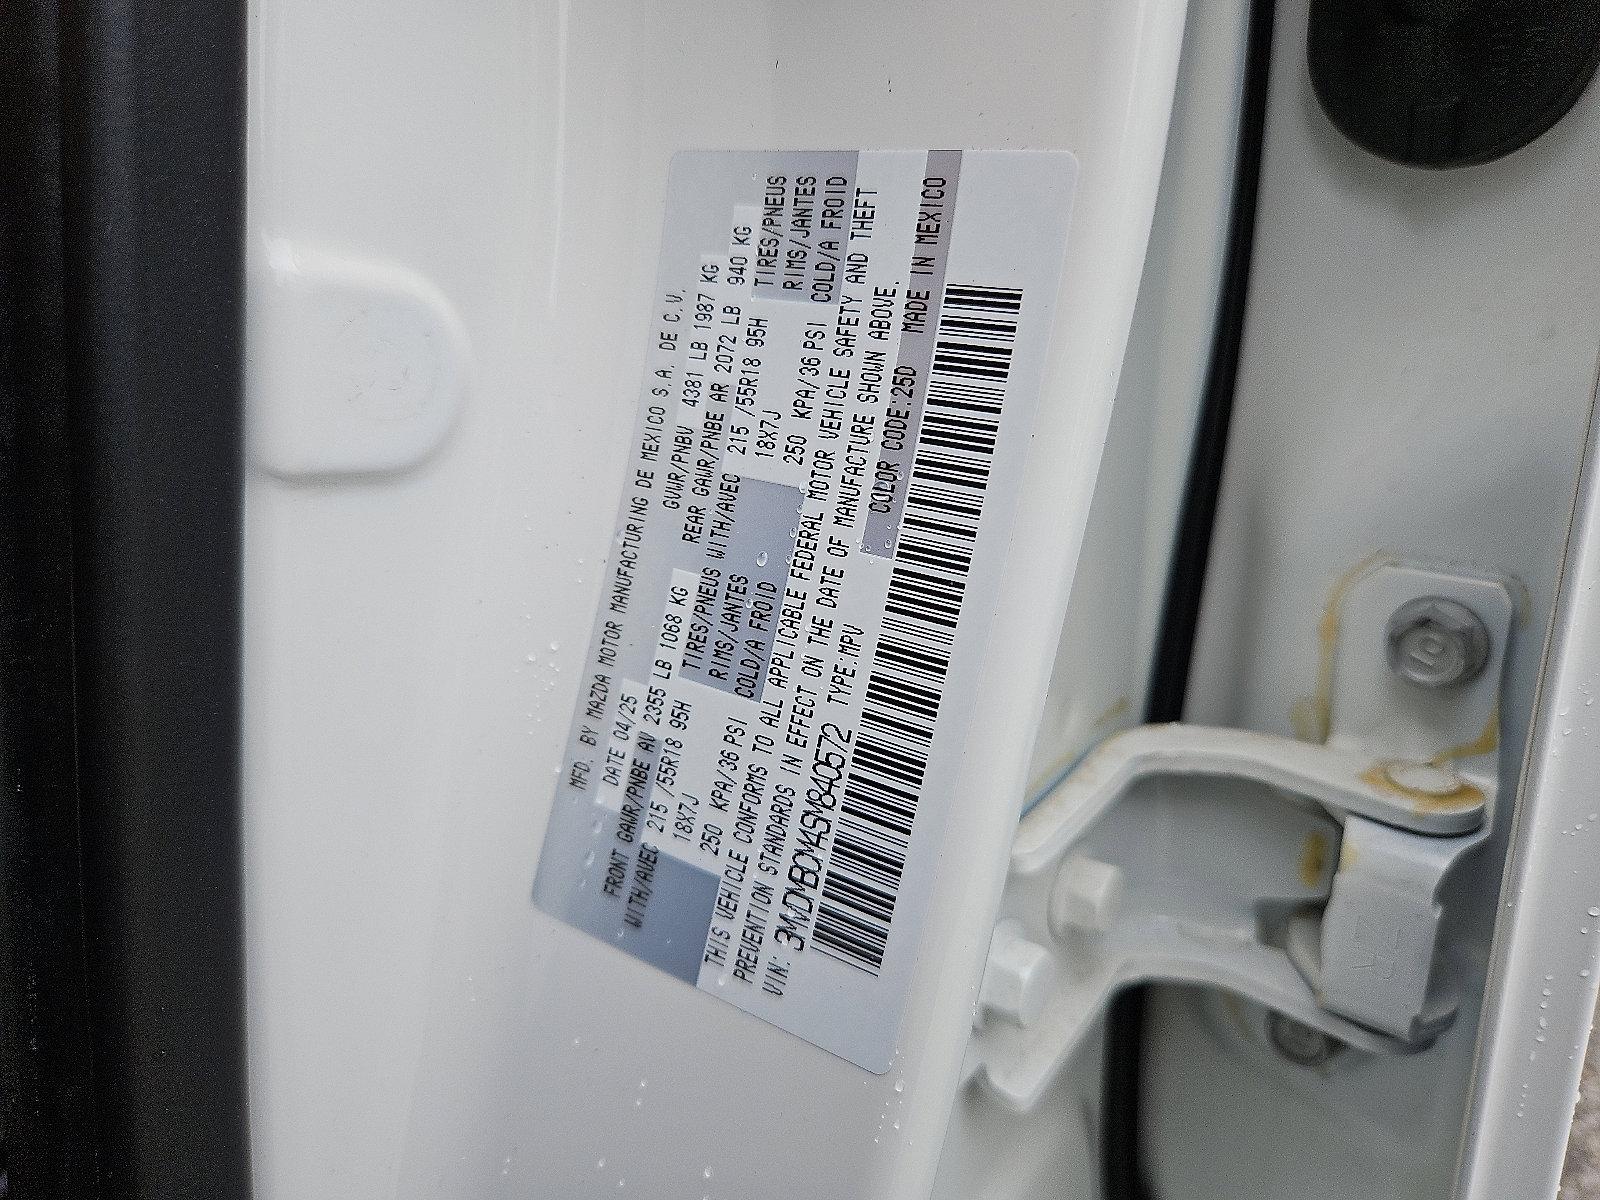 MFD. BY MAZDA MOTOR MANUFACTURING DE MEXICO S.A. DE C.V.
DATE 04/25 GVWR/PNBV 4381 LB 1987 KG
FRONT GAWR/PNBE AV 2355 LB 1068 KG REAR GAWR/PNBE AR 2072 LB 940 KG
WITH/AVEC 215 /55R18 95H TIRES/PNEUS WITH/AVEC 215 /55R18 95H TIRES/PNEUS
18X7J RIMS/JANTES 18X7J RIMS/JANTES
250 KPA/36 PSI COLD/A FROID 250 KPA/36 PSI COLD/A FROID
THIS VEHICLE CONFORMS TO ALL APPLICABLE FEDERAL MOTOR VEHICLE SAFETY AND THEFT
PREVENTION STANDARDS IN EFFECT ON THE DATE OF MANUFACTURE SHOWN ABOVE.
VIN: 3MVDMBCM4SM840572 TYPE:MPV COLOR CODE:25D MADE IN MEXICO